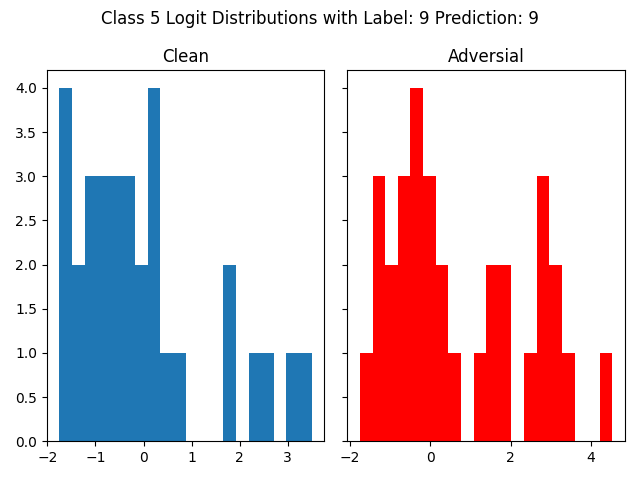 Class 5 Logit Distributions with Label: 9 Prediction: 9
Clean
Adversial
4.0
3.5
3.0
2.5
2.0
1.5
1.0
0.5
0.0
−2 −1 0 1 2 3
−2 0 2 4